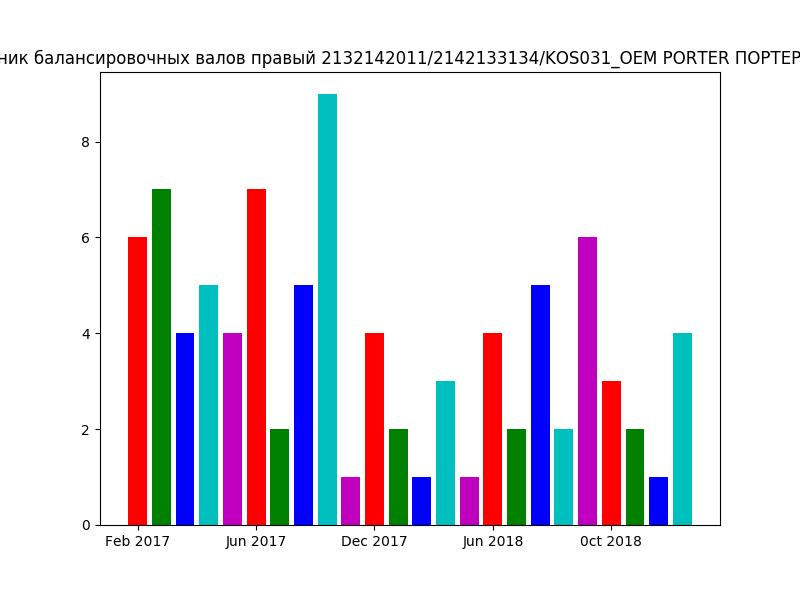 ник балансировочных валов правый 2132142011/2142133134/KOS031_OEM PORTER ПОРТЕР
8
6
4
2
0
Feb 2017 Jun 2017 Dec 2017 Jun 2018 0ct 2018